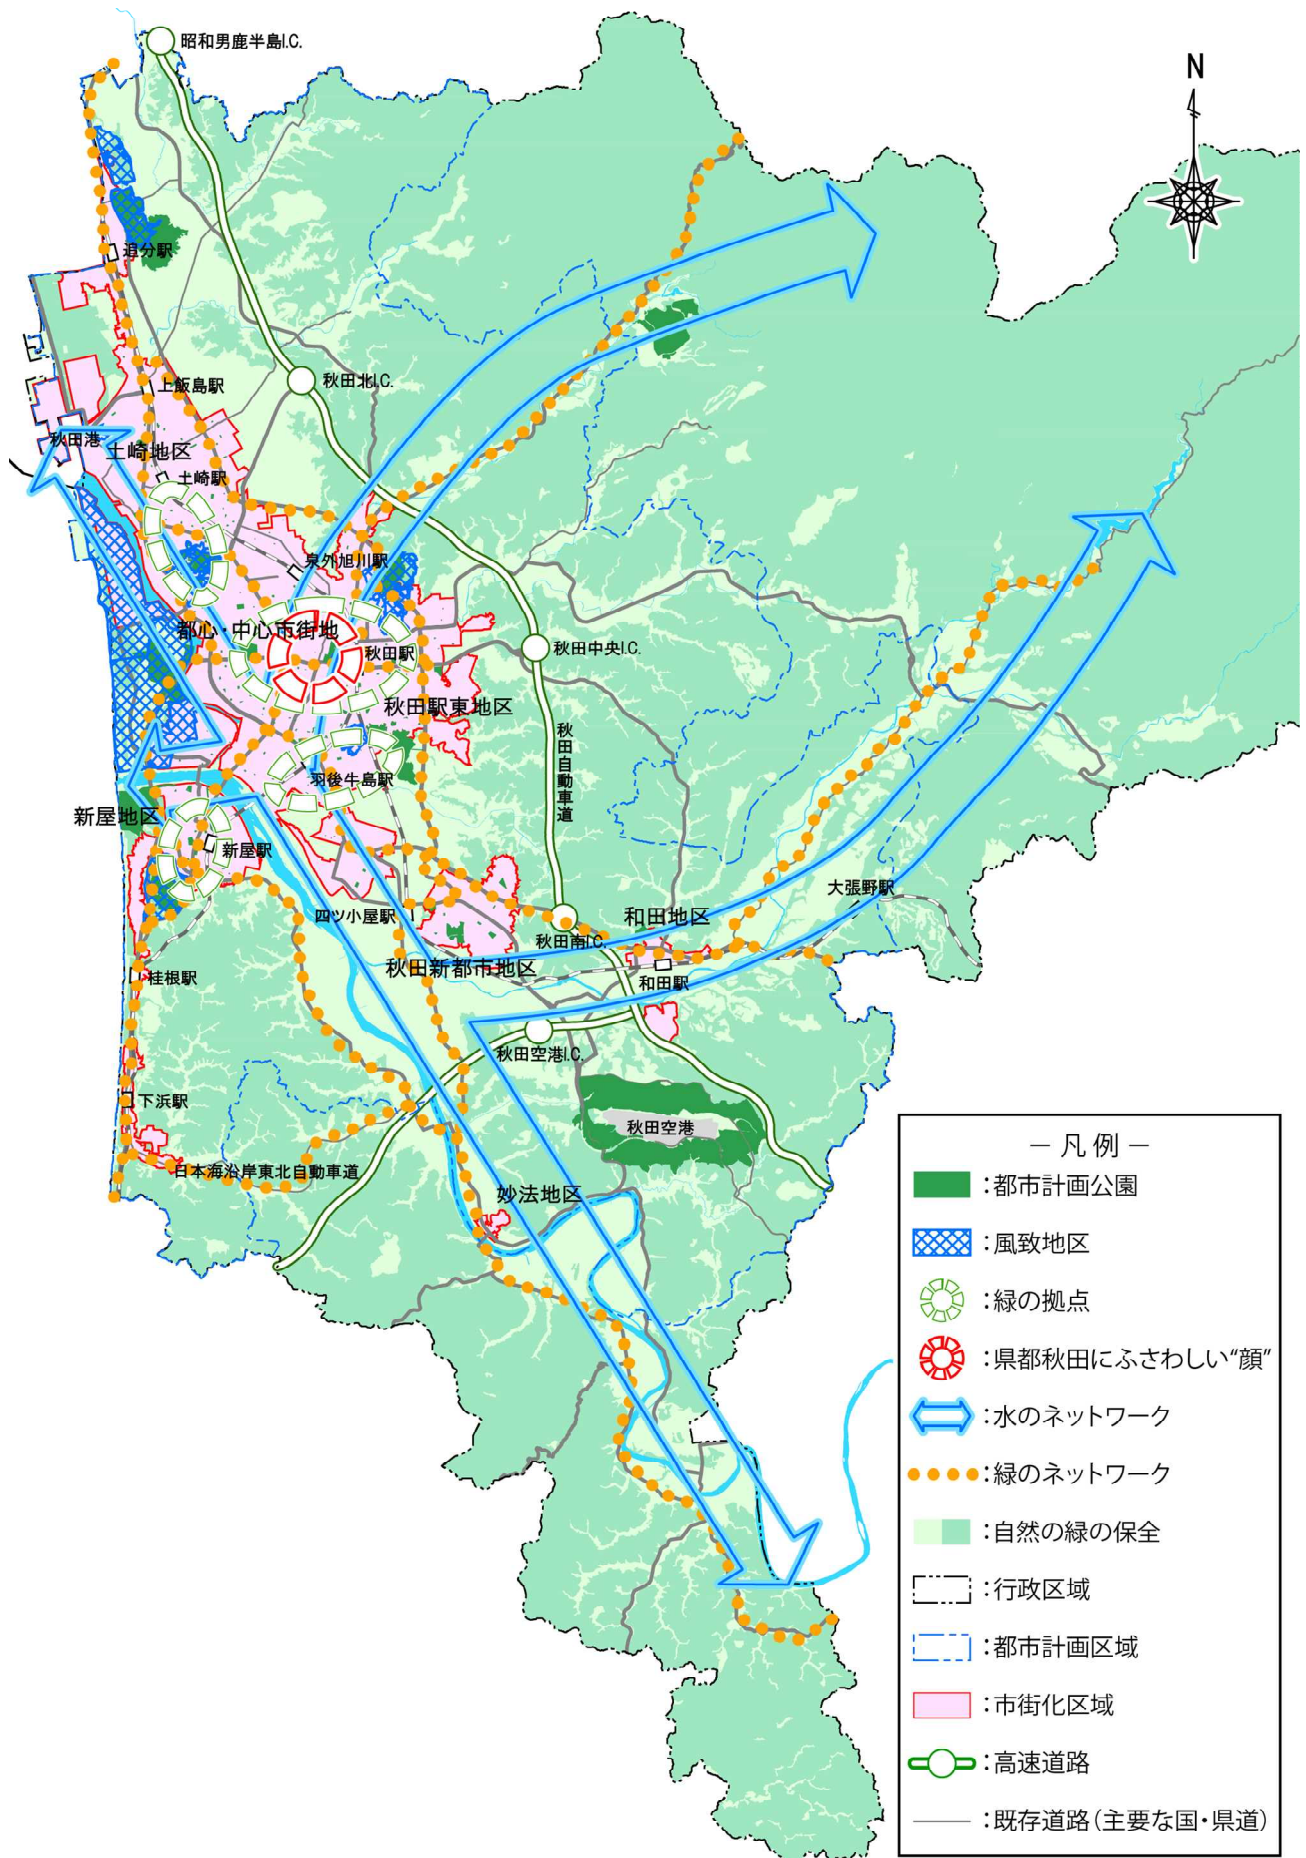 昭和男鹿半島I.C.
N
追分駅
秋田北I.C.
上飯島駅
秋田港
土崎地区
土崎駅
泉外旭川駅
都心・中心市街地
秋田駅
秋田中央I.C.
秋田駅東地区
秋田自動車道
羽後牛島駅
新屋地区
新屋駅
大張野駅
四ツ小屋駅
和田地区
秋田南I.C.
秋田新都市地区
桂根駅
和田駅
秋田空港I.C.
下浜駅
秋田空港
日本海沿岸東北自動車道
妙法地区
― 凡例 ―
:都市計画公園
:風致地区
:緑の拠点
:県都秋田にふさわしい“顔”
:水のネットワーク
:緑のネットワーク
:自然の緑の保全
:行政区域
:都市計画区域
:市街化区域
:高速道路
:既存道路(主要な国・県道)